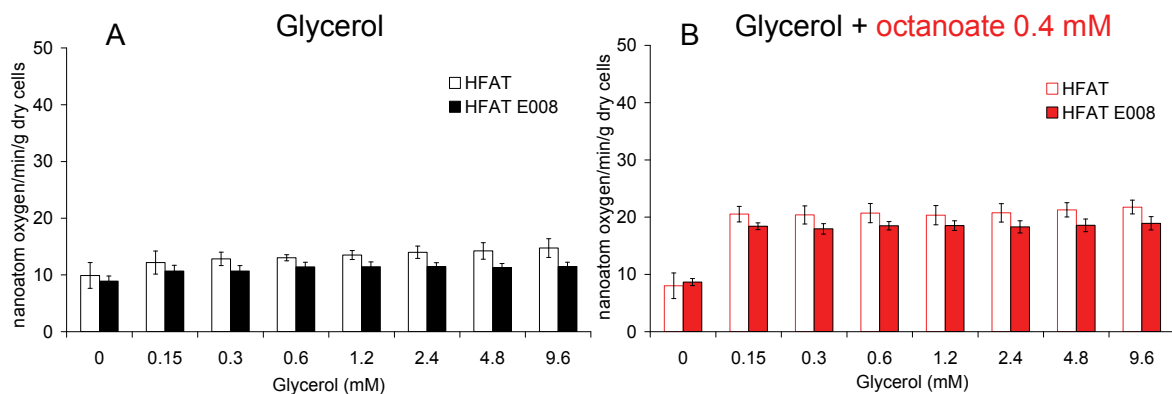 A
Glycerol
nanoatom oxygen/min/g dry cells
50
40
30
20
10
0
HFAT
HFAT E008
0 0.15 0.3 0.6 1.2 2.4 4.8 9.6
Glycerol (mM)
B
Glycerol + octanoate 0.4 mM
nanoatom oxygen/min/g dry cells
50
40
30
20
10
0
HFAT
HFAT E008
0 0.15 0.3 0.6 1.2 2.4 4.8 9.6
Glycerol (mM)